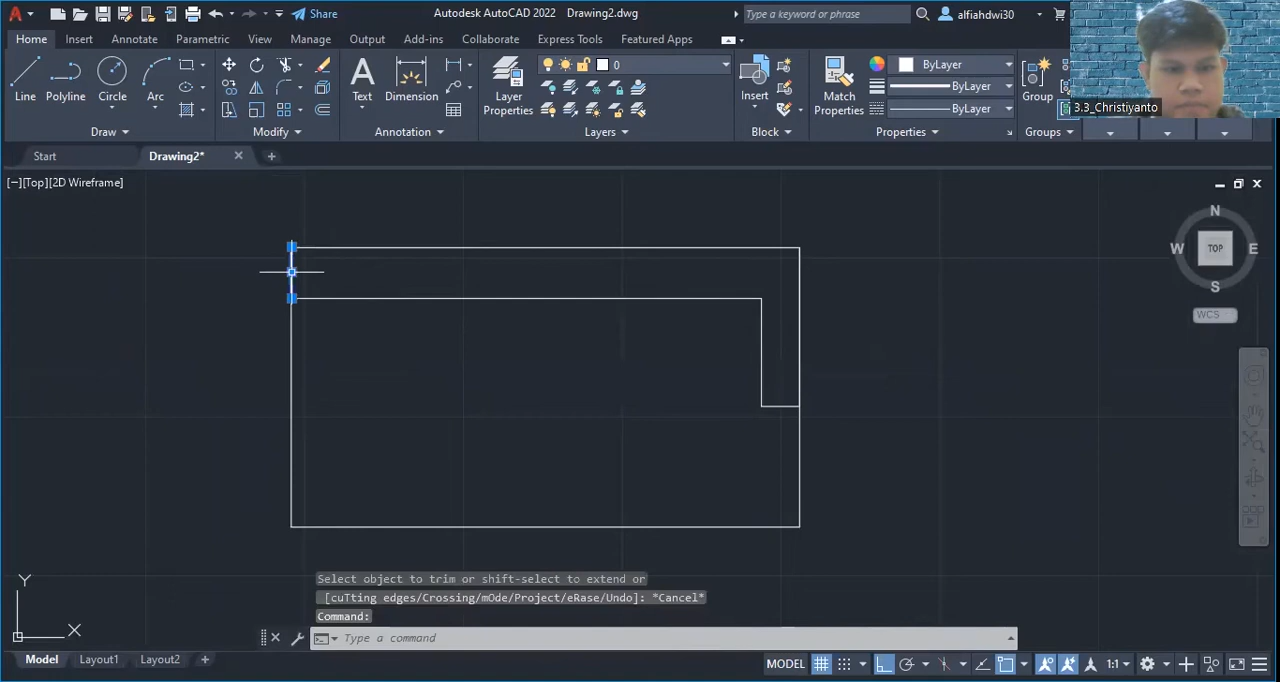 Share
Autodesk AutoCAD 2022 Drawing2.dwg
Type a keyword or phrase
alfiahdwi30
Home Insert Annotate Parametric View Manage Output Add-ins Collaborate Express Tools Featured Apps
Line Polyline Circle Arc
Draw
Modify
Text Dimension
Annotation
Layer Properties
0
Layers
Insert
Block
Match Properties
ByLayer
ByLayer
ByLayer
Properties
Group
Groups
3.3_Christiyanto
Start Drawing2*
[−][Top][2D Wireframe]
N
W TOP E
S
WCS
Y
X
Select object to trim or shift-select to extend or
[cuTting edges/Crossing/mOde/Project/eRase/Undo]: *Cancel*
Command:
Type a command
Model Layout1 Layout2 +
MODEL 1:1